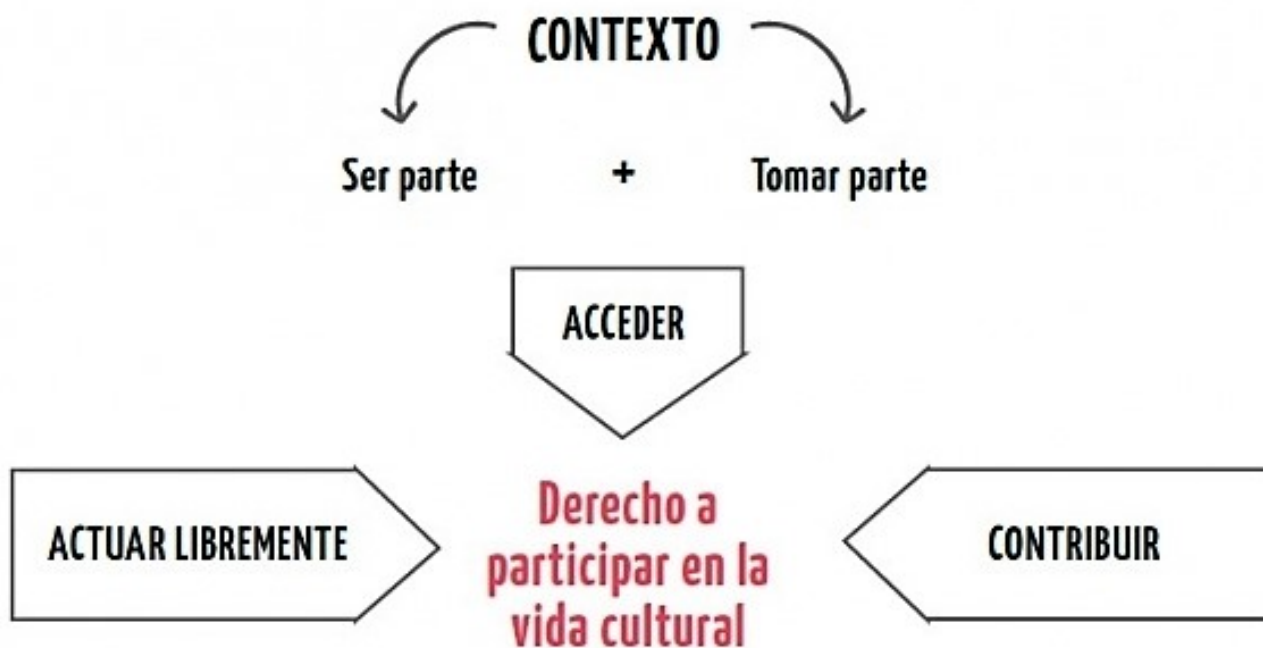 CONTEXTO
Ser parte + Tomar parte
ACCEDER
ACTUAR LIBREMENTE
Derecho a
participar en la
vida cultural
CONTRIBUIR